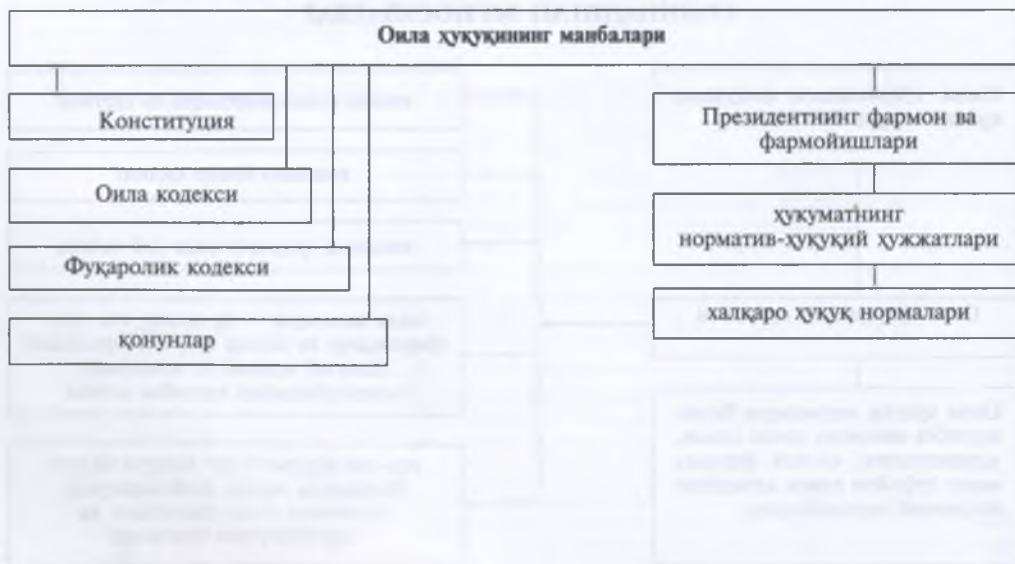 Оила ҳуқуқининг манбалари
Конституция
Оила кодекси
Фуқаролик кодекси
қонунлар
Президентнинг фармон ва
фармойишлари
ҳукуматнинг
норматив-ҳуқуқий ҳужжатлари
халқаро ҳуқуқ нормалари